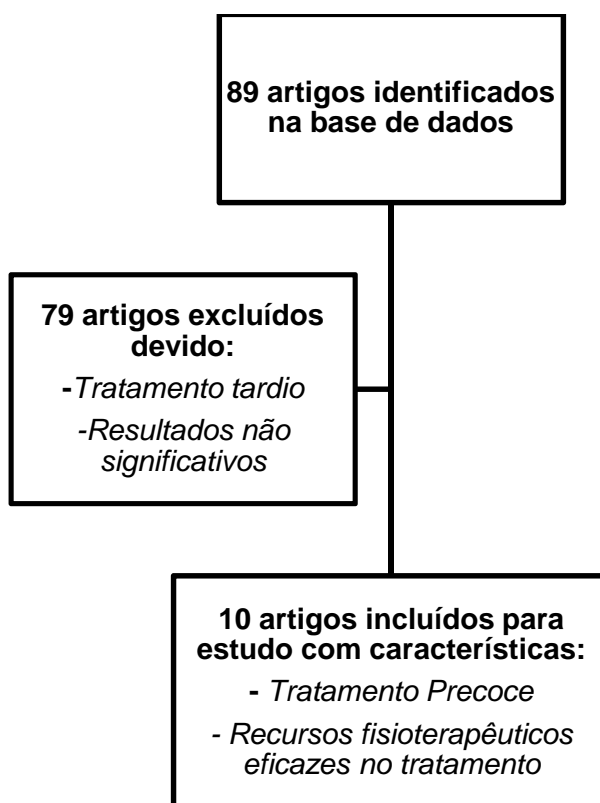 89 artigos identificados
na base de dados
79 artigos excluídos
devido:
-Tratamento tardio
-Resultados não
significativos
10 artigos incluídos para
estudo com características:
- Tratamento Precoce
- Recursos fisioterapêuticos
eficazes no tratamento